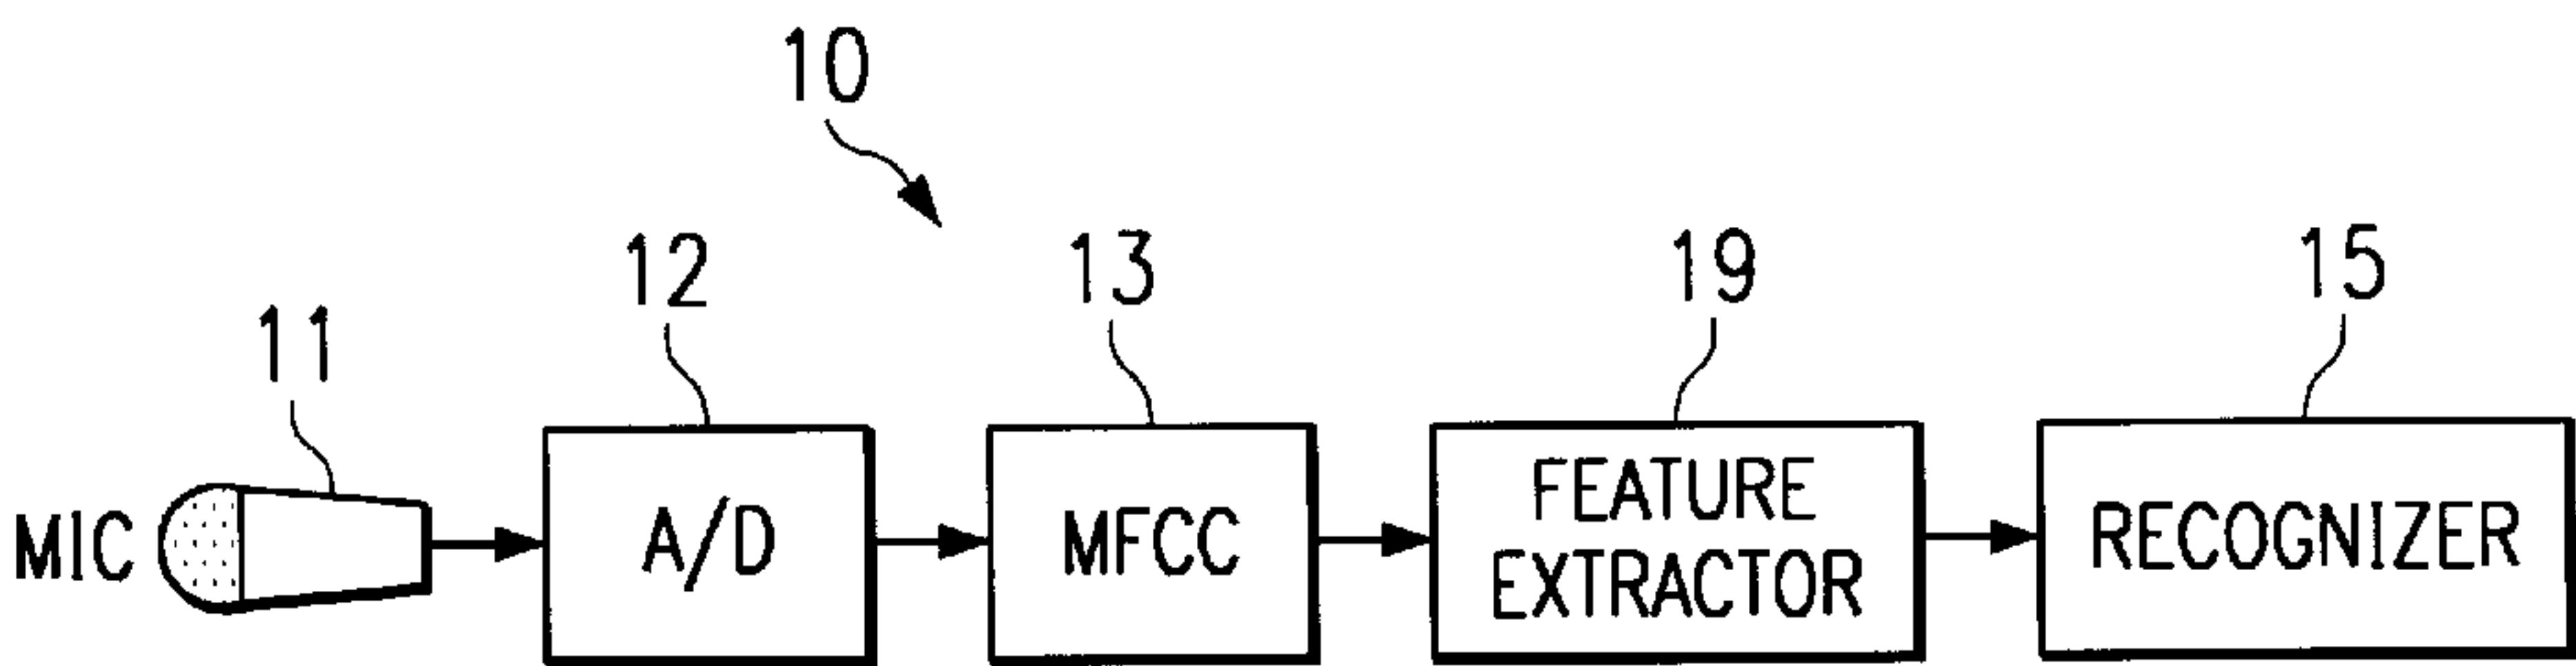 10
12
13
19
15
11
MIC
A/D
MFCC
FEATURE
EXTRACTOR
RECOGNIZER